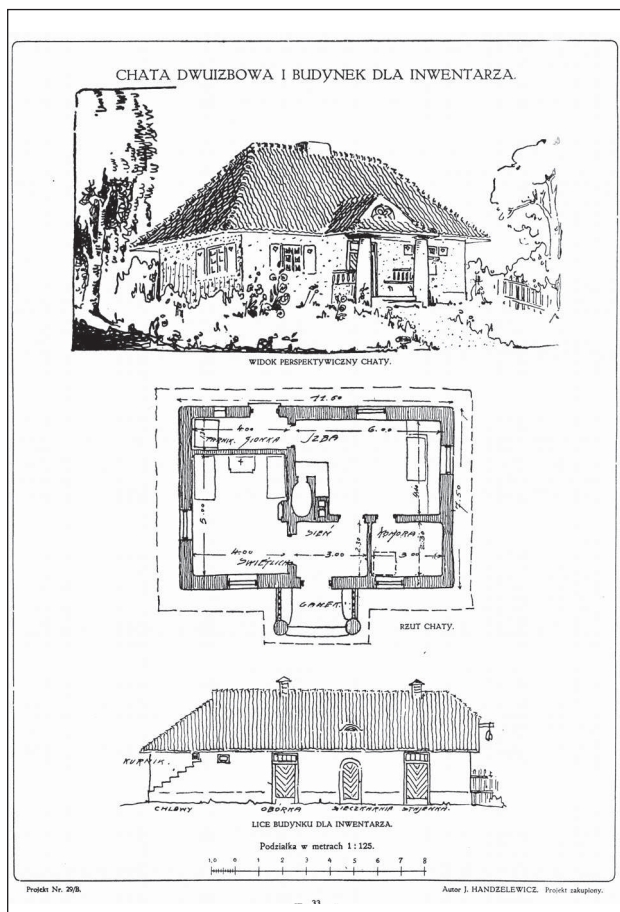 CHATA DWUIZBOWA I BUDYNEK DLA INWENTARZA.
WIDOK PERSPEKTYWICZNY CHATY.
11.60
4.00
6.00
SIONKA
IZBA
7.50
5.00
SIEŃ
KOMORA
2.30
4.00
3.00
3.00
GANEK.
RZUT CHATY.
KURNIK.
CHLEWY
OBÓRKA
SIECZKARNIA
STAJENKA.
LICE BUDYNKU DLA INWENTARZA.
Podziałka w metrach 1:125.
1,0 0 1 2 3 4 5 6 7 8
Projekt Nr. 29/B.
Autor J. HANDZELEWICZ. Projekt zakupiony.
— 33